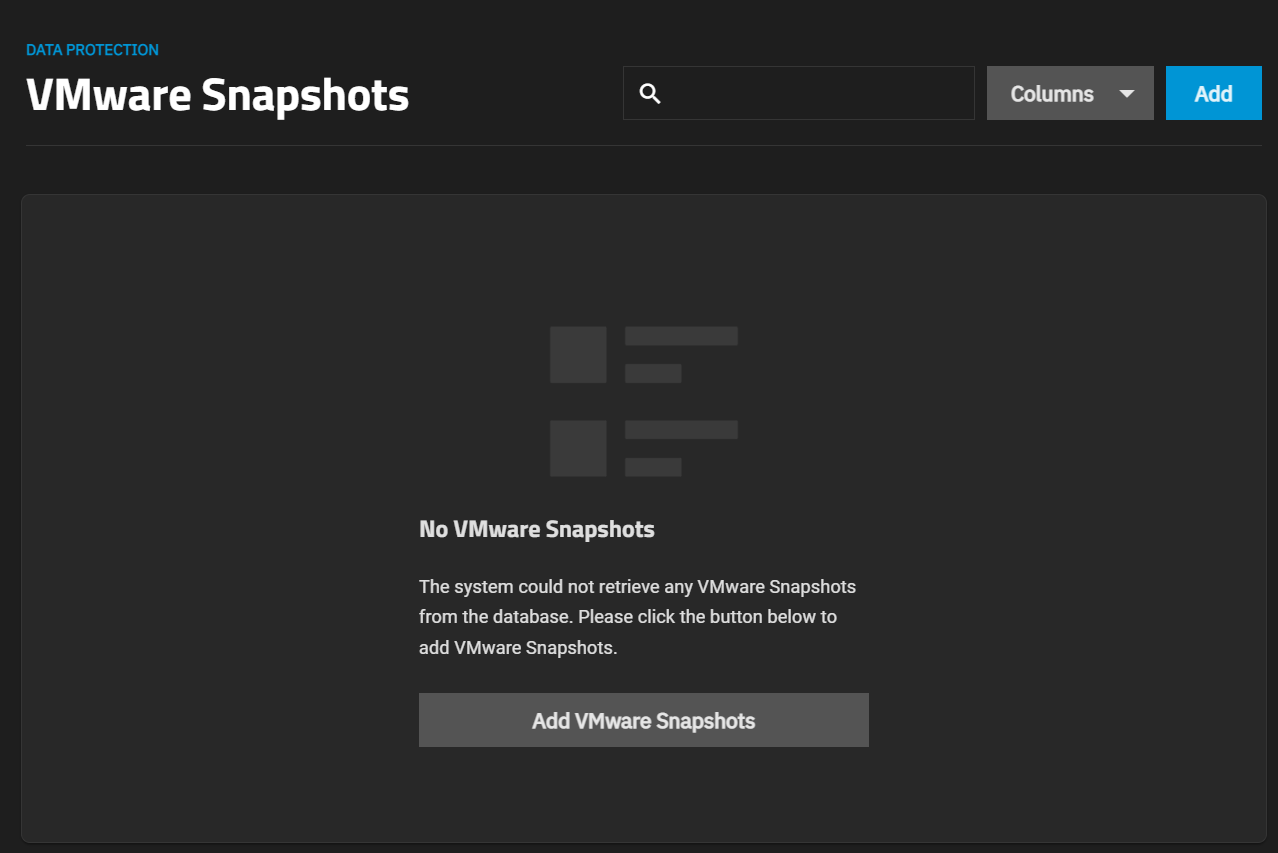 DATA PROTECTION
VMware Snapshots
Columns
Add
No VMware Snapshots
The system could not retrieve any VMware Snapshots
from the database. Please click the button below to
add VMware Snapshots.
Add VMware Snapshots